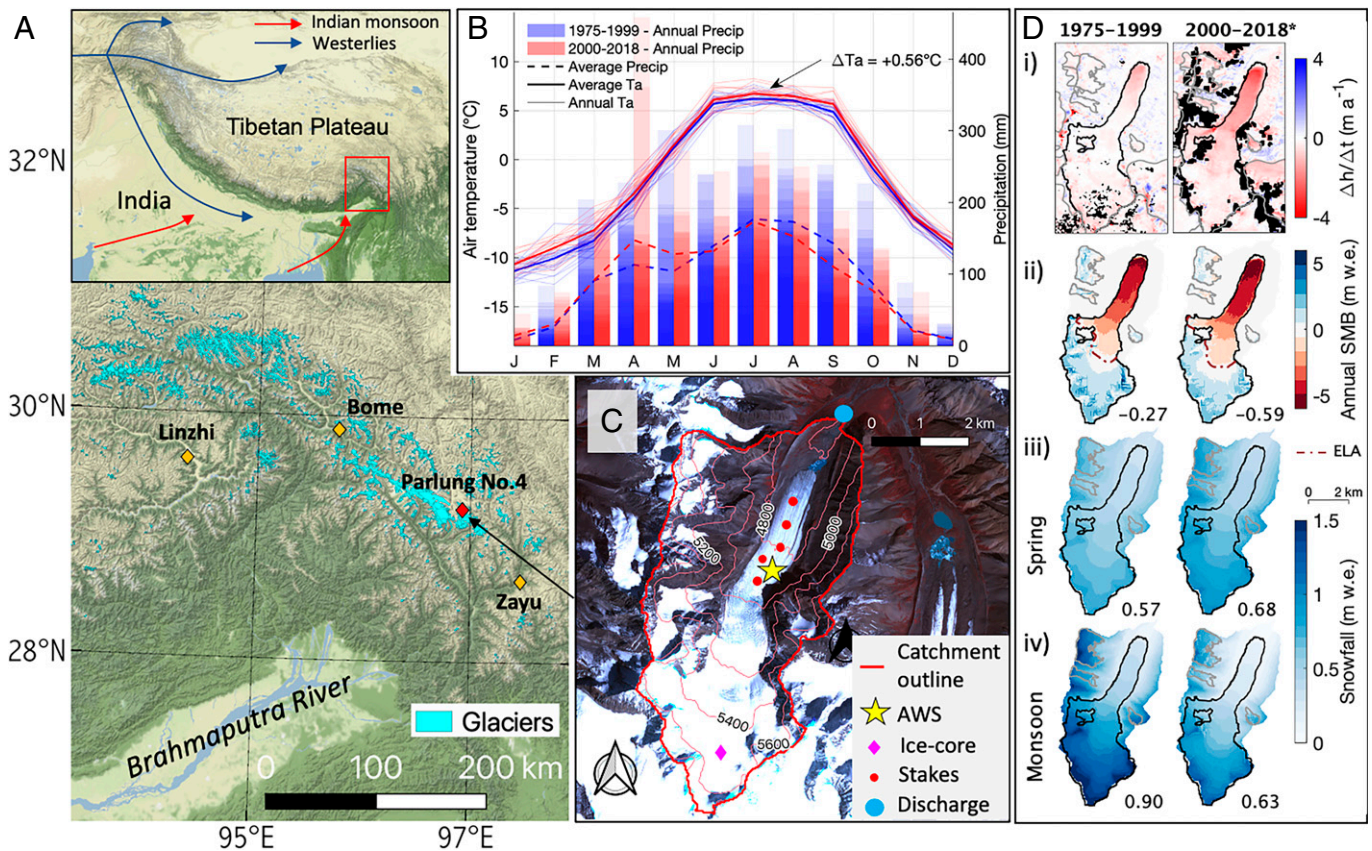 A
Indian monsoon
Westerlies
Tibetan Plateau
32°N
India
30°N
Bome
Linzhi
Parlung No.4
Zayu
28°N
Brahmaputra River
Glaciers
0 100 200 km
95°E 97°E
B
1975-1999 - Annual Precip
2000-2018 - Annual Precip
Average Precip
Average Ta
Annual Ta
ΔTa = +0.56°C
Air temperature (°C)
10
5
0
-5
-10
-15
Precipitation (mm)
400
300
200
100
0
J F M A M J J A S O N D
C
0 1 2 km
4800
5000
5200
5400
5600
Catchment
outline
AWS
Ice-core
Stakes
Discharge
D
1975-1999 2000-2018*
i)
4
0
-4
Δh/Δt (m a⁻¹)
ii)
-0.27 -0.59
5
0
-5
Annual SMB (m w.e.)
ELA
0 2 km
iii)
Spring
0.57 0.68
iv)
Monsoon
0.90 0.63
1.5
1
0.5
0
Snowfall (m w.e.)